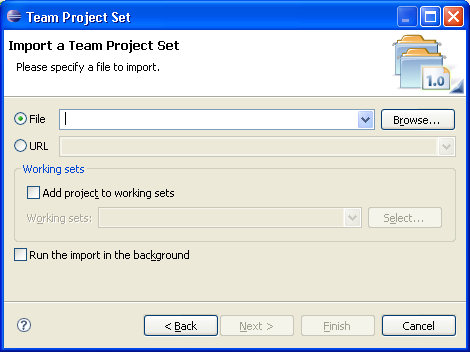 Team Project Set
Import a Team Project Set
Please specify a file to import.
1.0
File
Browse...
URL
Working sets
Add project to working sets
Working sets:
Select...
Run the import in the background
?
< Back
Next >
Finish
Cancel